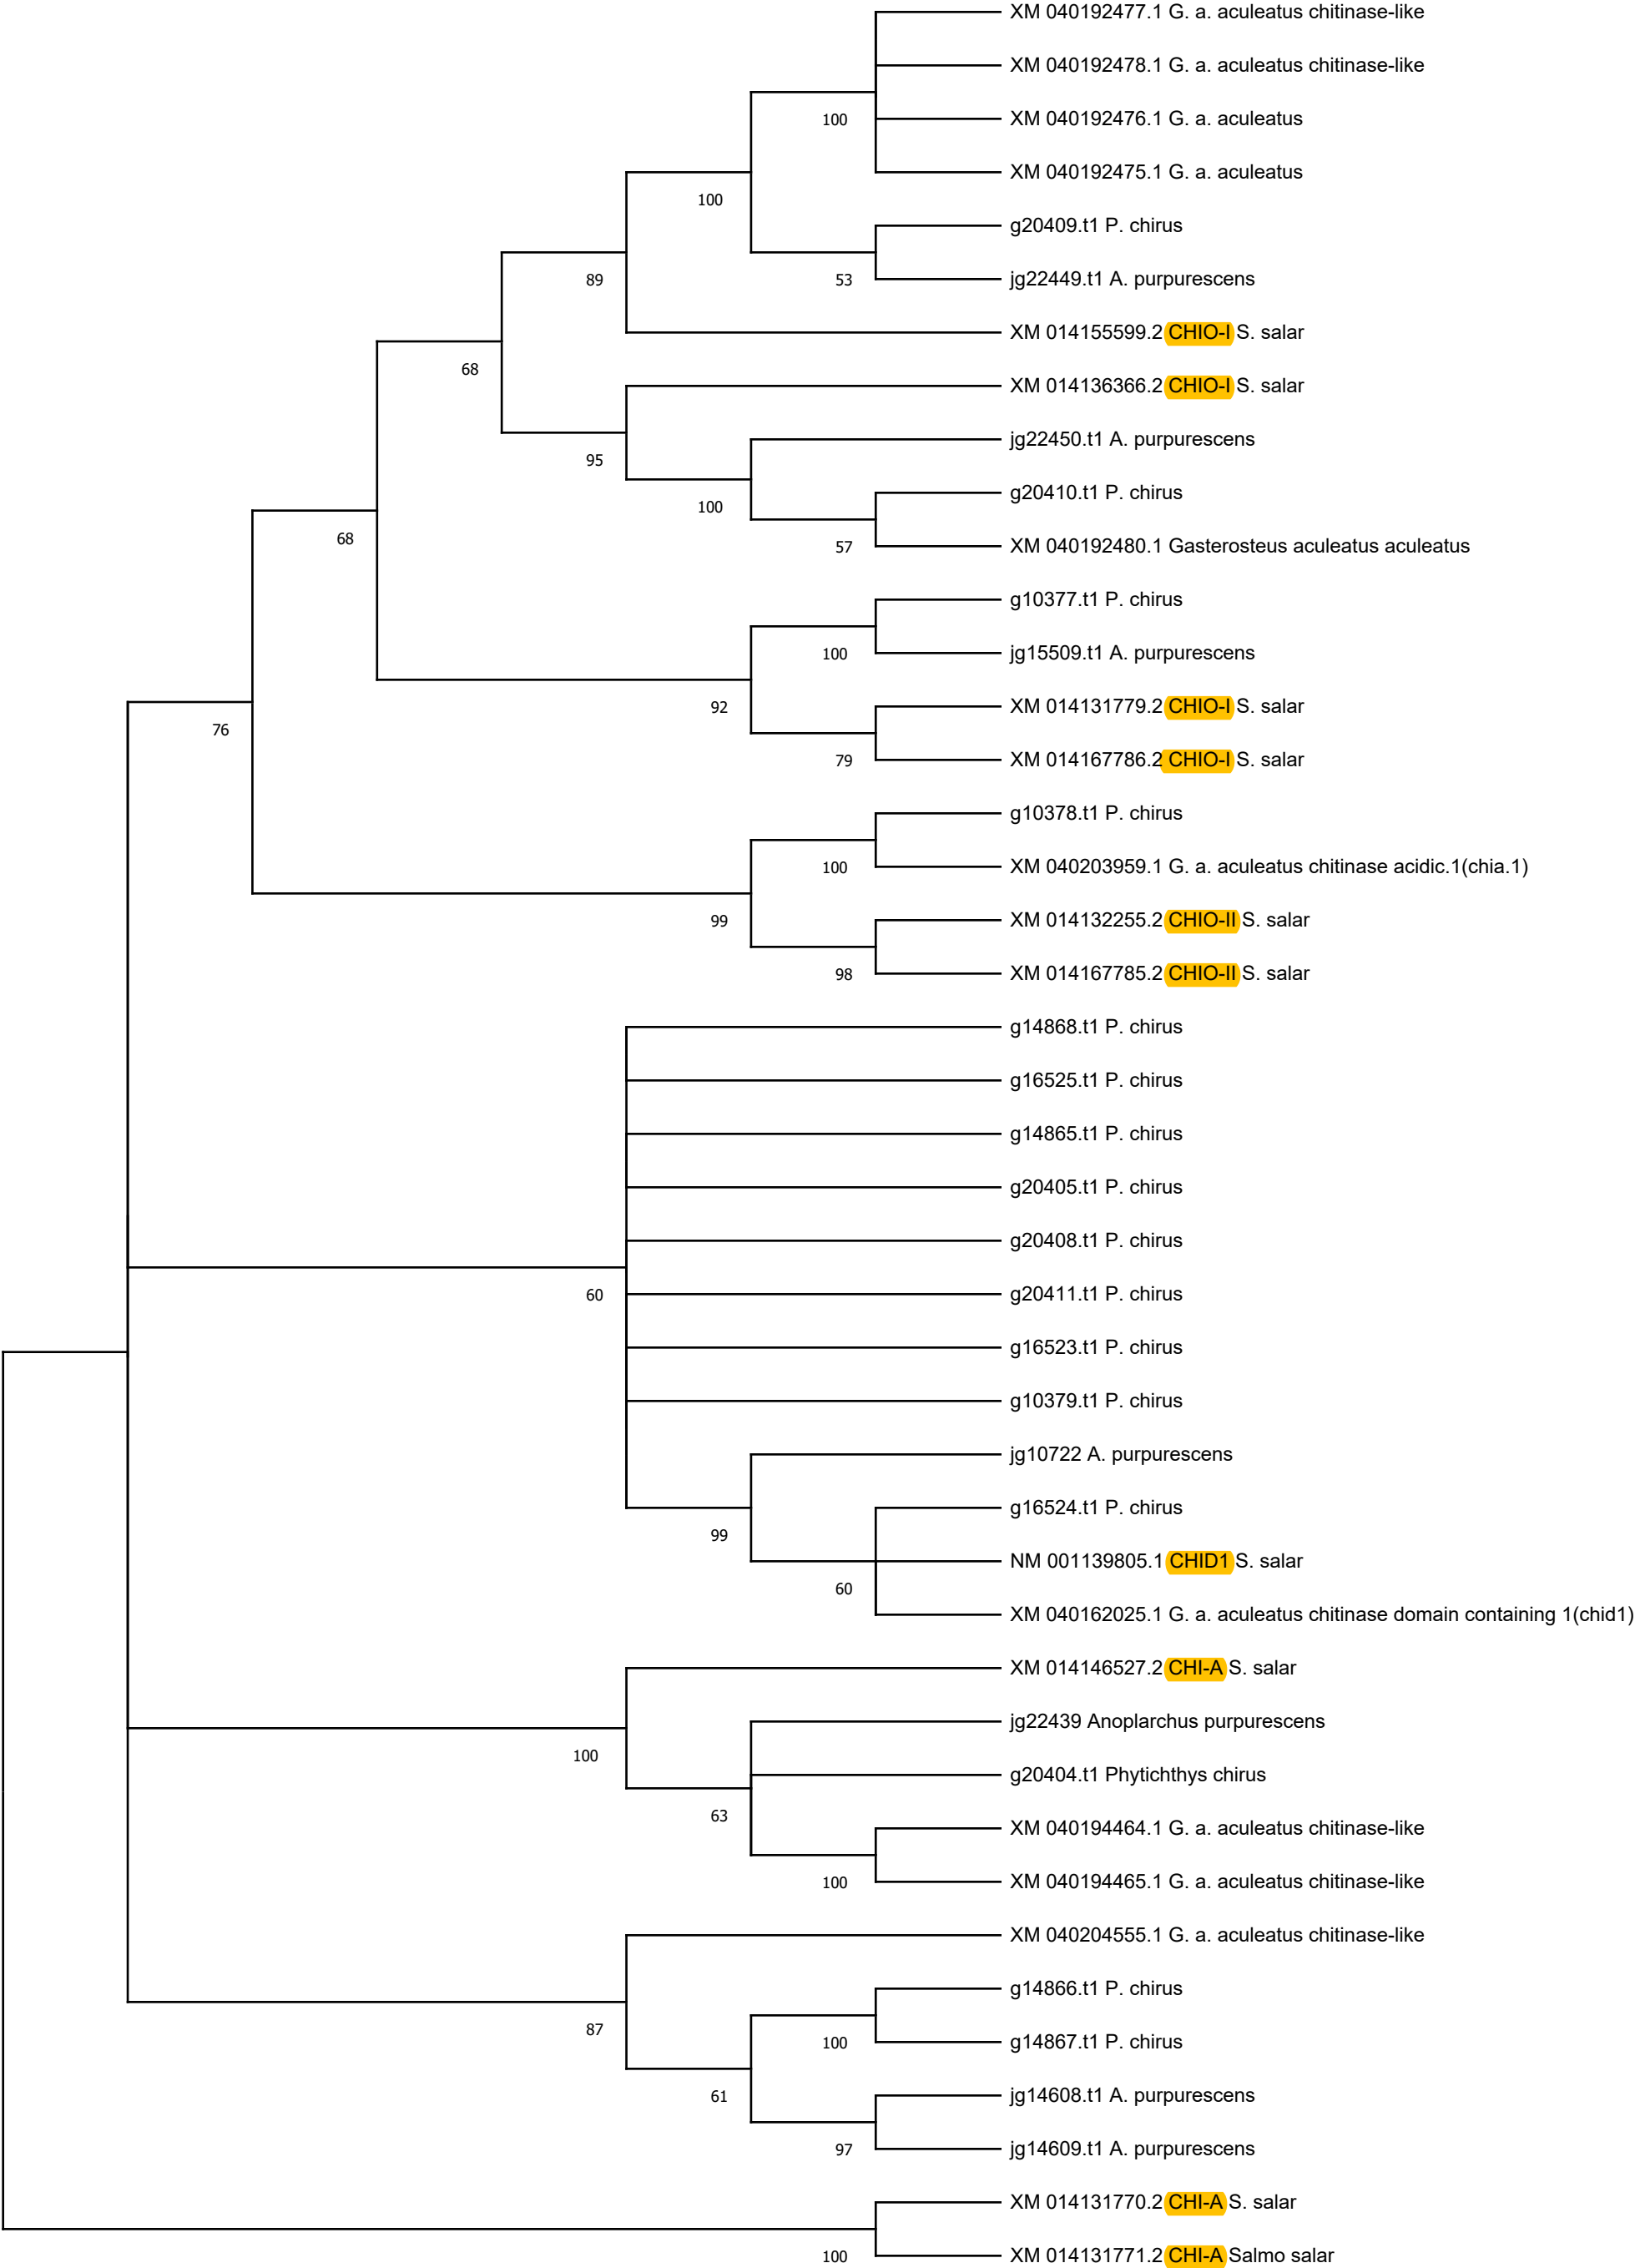 XM 040192477.1 G. a. aculeatus chitinase-like
XM 040192478.1 G. a. aculeatus chitinase-like
100
XM 040192476.1 G. a. aculeatus
XM 040192475.1 G. a. aculeatus
100
g20409.t1 P. chirus
89
53
jg22449.t1 A. purpurescens
XM 014155599.2 CHIO-I S. salar
68
XM 014136366.2 CHIO-I S. salar
jg22450.t1 A. purpurescens
95
g20410.t1 P. chirus
100
68
57
XM 040192480.1 Gasterosteus aculeatus aculeatus
g10377.t1 P. chirus
100
jg15509.t1 A. purpurescens
92
XM 014131779.2 CHIO-I S. salar
76
79
XM 014167786.2 CHIO-I S. salar
g10378.t1 P. chirus
100
XM 040203959.1 G. a. aculeatus chitinase acidic.1(chia.1)
99
XM 014132255.2 CHIO-II S. salar
98
XM 014167785.2 CHIO-II S. salar
g14868.t1 P. chirus
g16525.t1 P. chirus
g14865.t1 P. chirus
g20405.t1 P. chirus
g20408.t1 P. chirus
60
g20411.t1 P. chirus
g16523.t1 P. chirus
g10379.t1 P. chirus
jg10722 A. purpurescens
g16524.t1 P. chirus
99
NM 001139805.1 CHID1 S. salar
60
XM 040162025.1 G. a. aculeatus chitinase domain containing 1(chid1)
XM 014146527.2 CHI-A S. salar
jg22439 Anoplarchus purpurescens
100
g20404.t1 Phytichthys chirus
63
XM 040194464.1 G. a. aculeatus chitinase-like
100
XM 040194465.1 G. a. aculeatus chitinase-like
XM 040204555.1 G. a. aculeatus chitinase-like
g14866.t1 P. chirus
87
100
g14867.t1 P. chirus
61
jg14608.t1 A. purpurescens
97
jg14609.t1 A. purpurescens
XM 014131770.2 CHI-A S. salar
100
XM 014131771.2 CHI-A Salmo salar